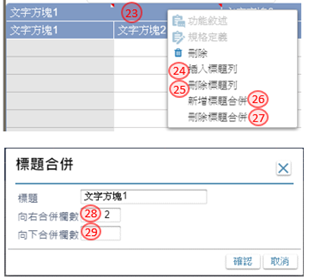 文字方塊1 23
文字方塊1 文字方塊2
功能敘述
規格定義
刪除
24 插入標題列
25 刪除標題列
新增標題合併 26
刪除標題合併 27
標題合併
標題 文字方塊1
向右合併欄數 28 2
向下合併欄數 29
確認 取消